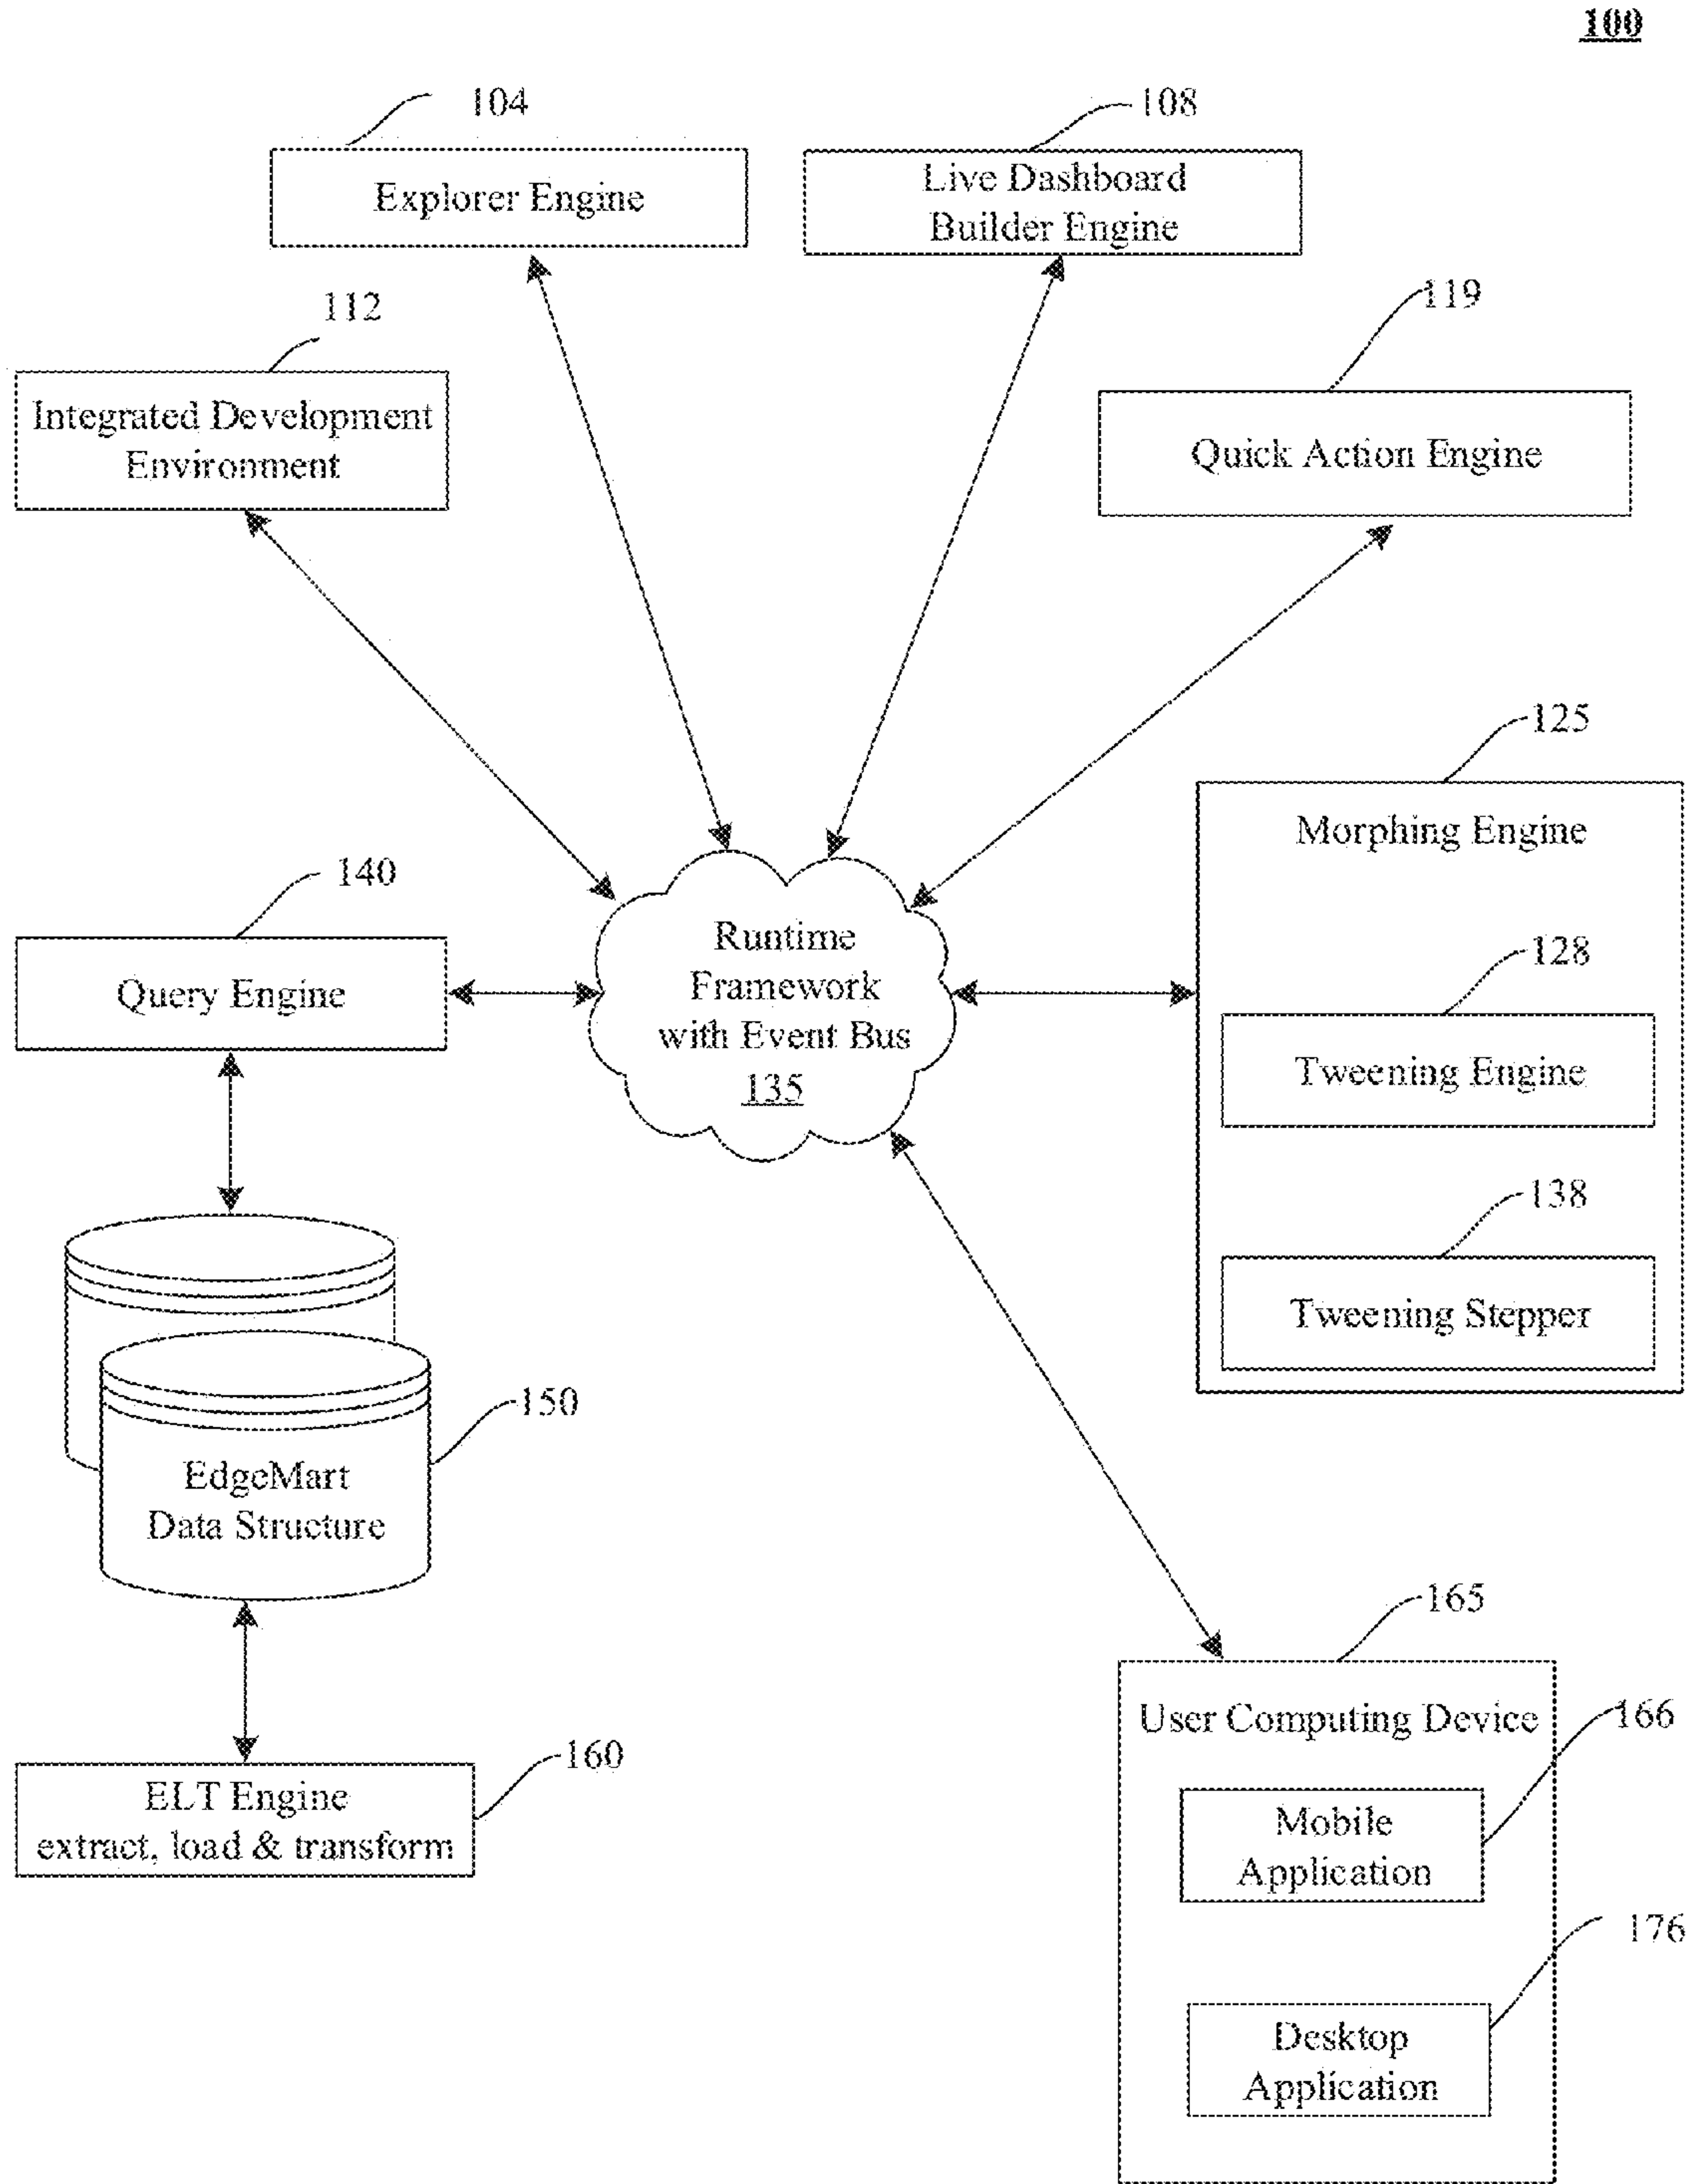 100
104
108
Explorer Engine
Live Dashboard
Builder Engine
112
119
Integrated Development
Environment
Quick Action Engine
125
Morphing Engine
140
Runtime
Framework
with Event Bus
135
128
Query Engine
Tweening Engine
138
Tweening Stepper
150
EdgeMart
Data Structure
165
User Computing Device
166
160
ELT Engine
extract, load & transform
Mobile
Application
176
Desktop
Application